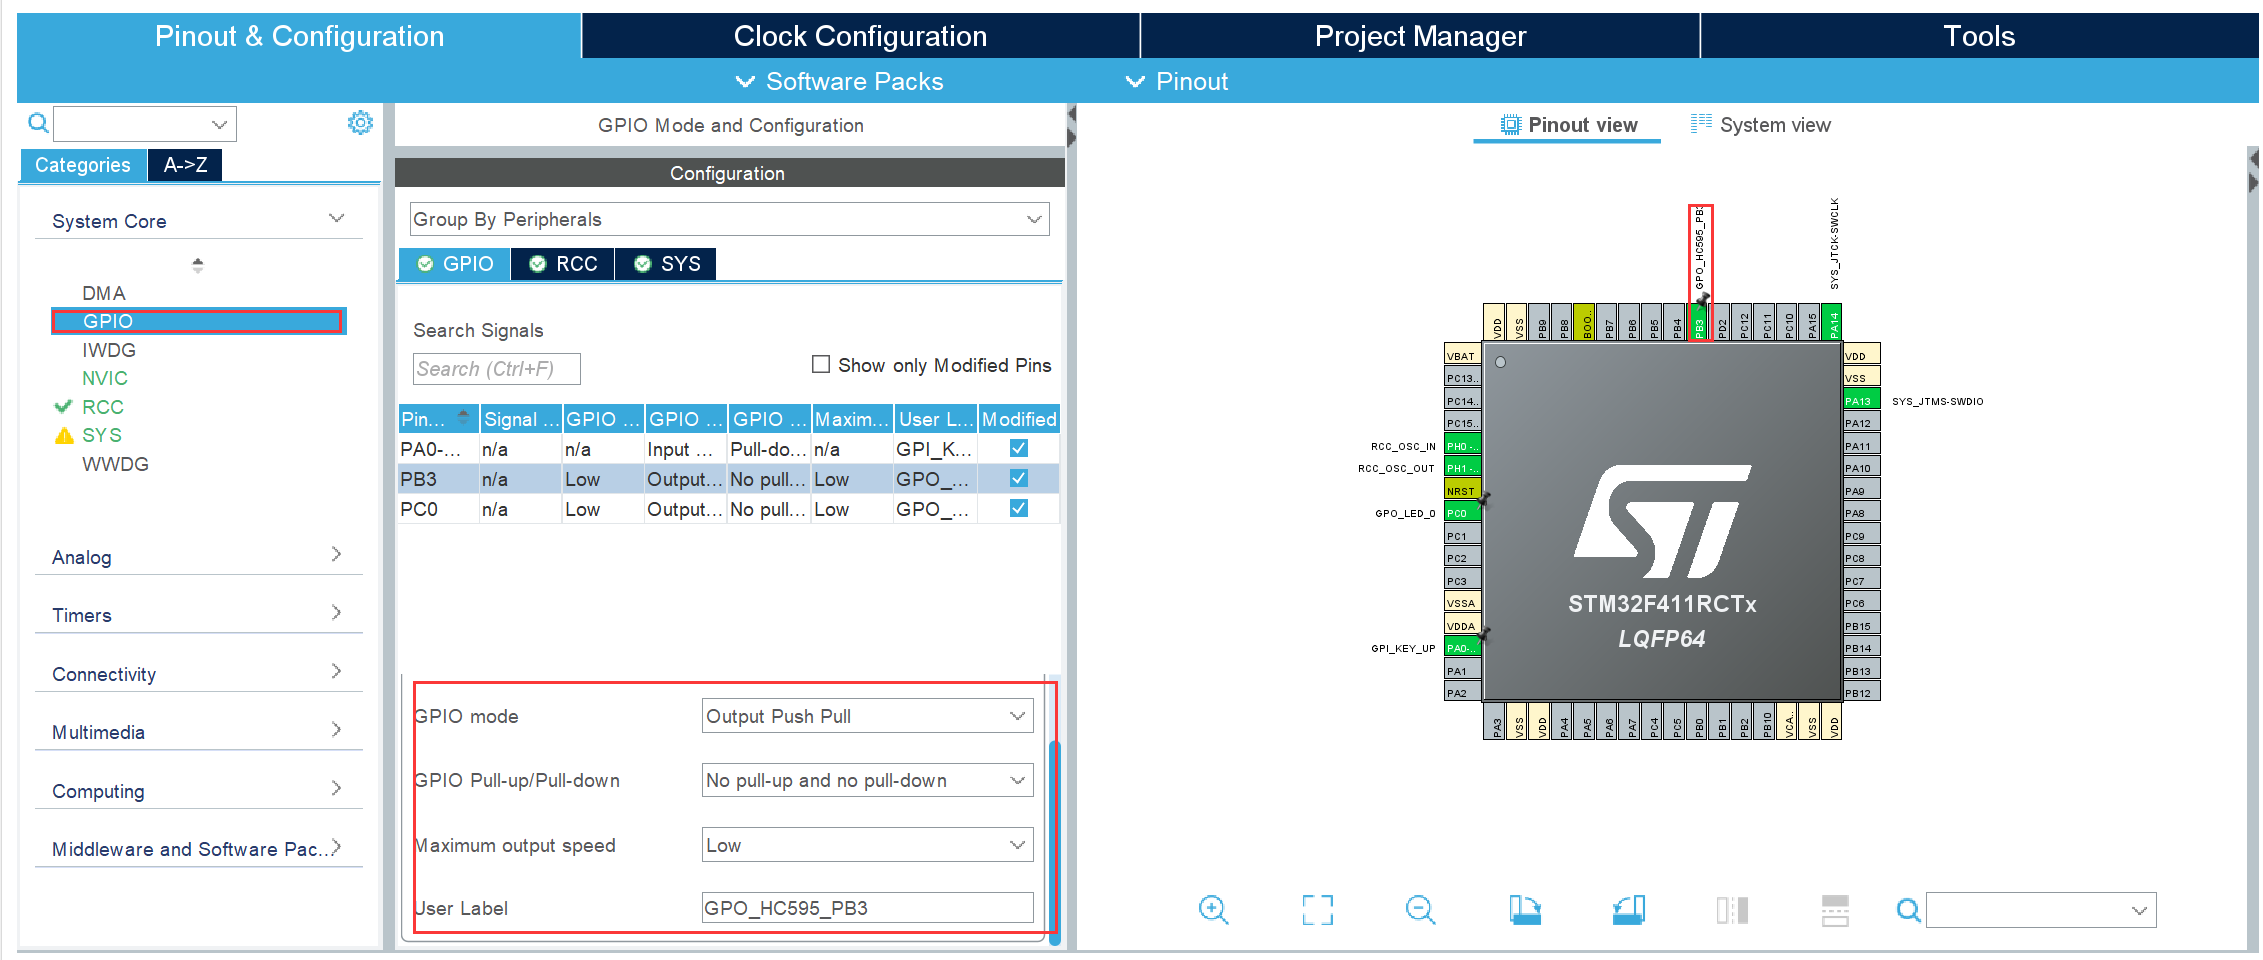 Pinout & Configuration
Clock Configuration
Project Manager
Tools
Software Packs
Pinout
Categories
A->Z
System Core
DMA
GPIO
IWDG
NVIC
RCC
SYS
WWDG
Analog
Timers
Connectivity
Multimedia
Computing
Middleware and Software Pac...
GPIO Mode and Configuration
Configuration
Group By Peripherals
GPIO RCC SYS
Search Signals
Search (Ctrl+F)
Show only Modified Pins
Pin... Signal ... GPIO ... GPIO ... GPIO ... Maxim... User L... Modified
PA0-... n/a n/a Input ... Pull-do... n/a GPI_K...
PB3 n/a Low Output... No pull... Low GPO_...
PC0 n/a Low Output... No pull... Low GPO_...
GPIO mode Output Push Pull
GPIO Pull-up/Pull-down No pull-up and no pull-down
Maximum output speed Low
User Label GPO_HC595_PB3
Pinout view
System view
GPO_HC595_PB3
SYS_JTCK-SWCLK
VDD VSS PB9 PB8 BOO.. PB7 PB6 PB5 PB4 PB3 PD2 PC12 PC11 PC10 PA15 PA14
VBAT
PC13..
PC14..
PC15..
RCC_OSC_IN PH0 -..
RCC_OSC_OUT PH1 -..
NRST
GPO_LED_0 PC0
PC1
PC2
PC3
VSSA
VDDA
GPI_KEY_UP PA0-..
PA1
PA2
ST
STM32F411RCTx
LQFP64
VDD
VSS
PA13 SYS_JTMS-SWDIO
PA12
PA11
PA10
PA9
PA8
PC9
PC8
PC7
PC6
PB15
PB14
PB13
PB12
PA3 VSS VDD PA4 PA5 PA6 PA7 PC4 PC5 PB0 PB1 PB2 PB10 VCA.. VSS VDD